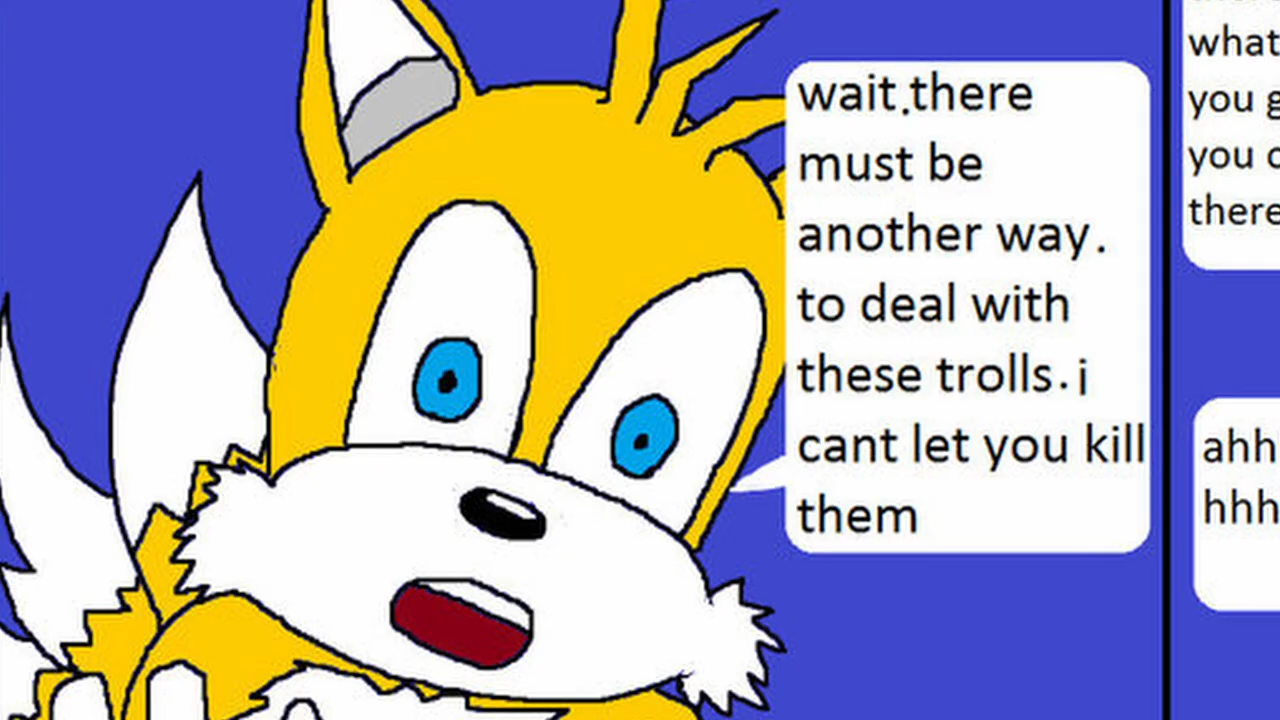 wait.there
must be
another way.
to deal with
these trolls.i
cant let you kill
them
what
you g
you c
there
ahh
hhh